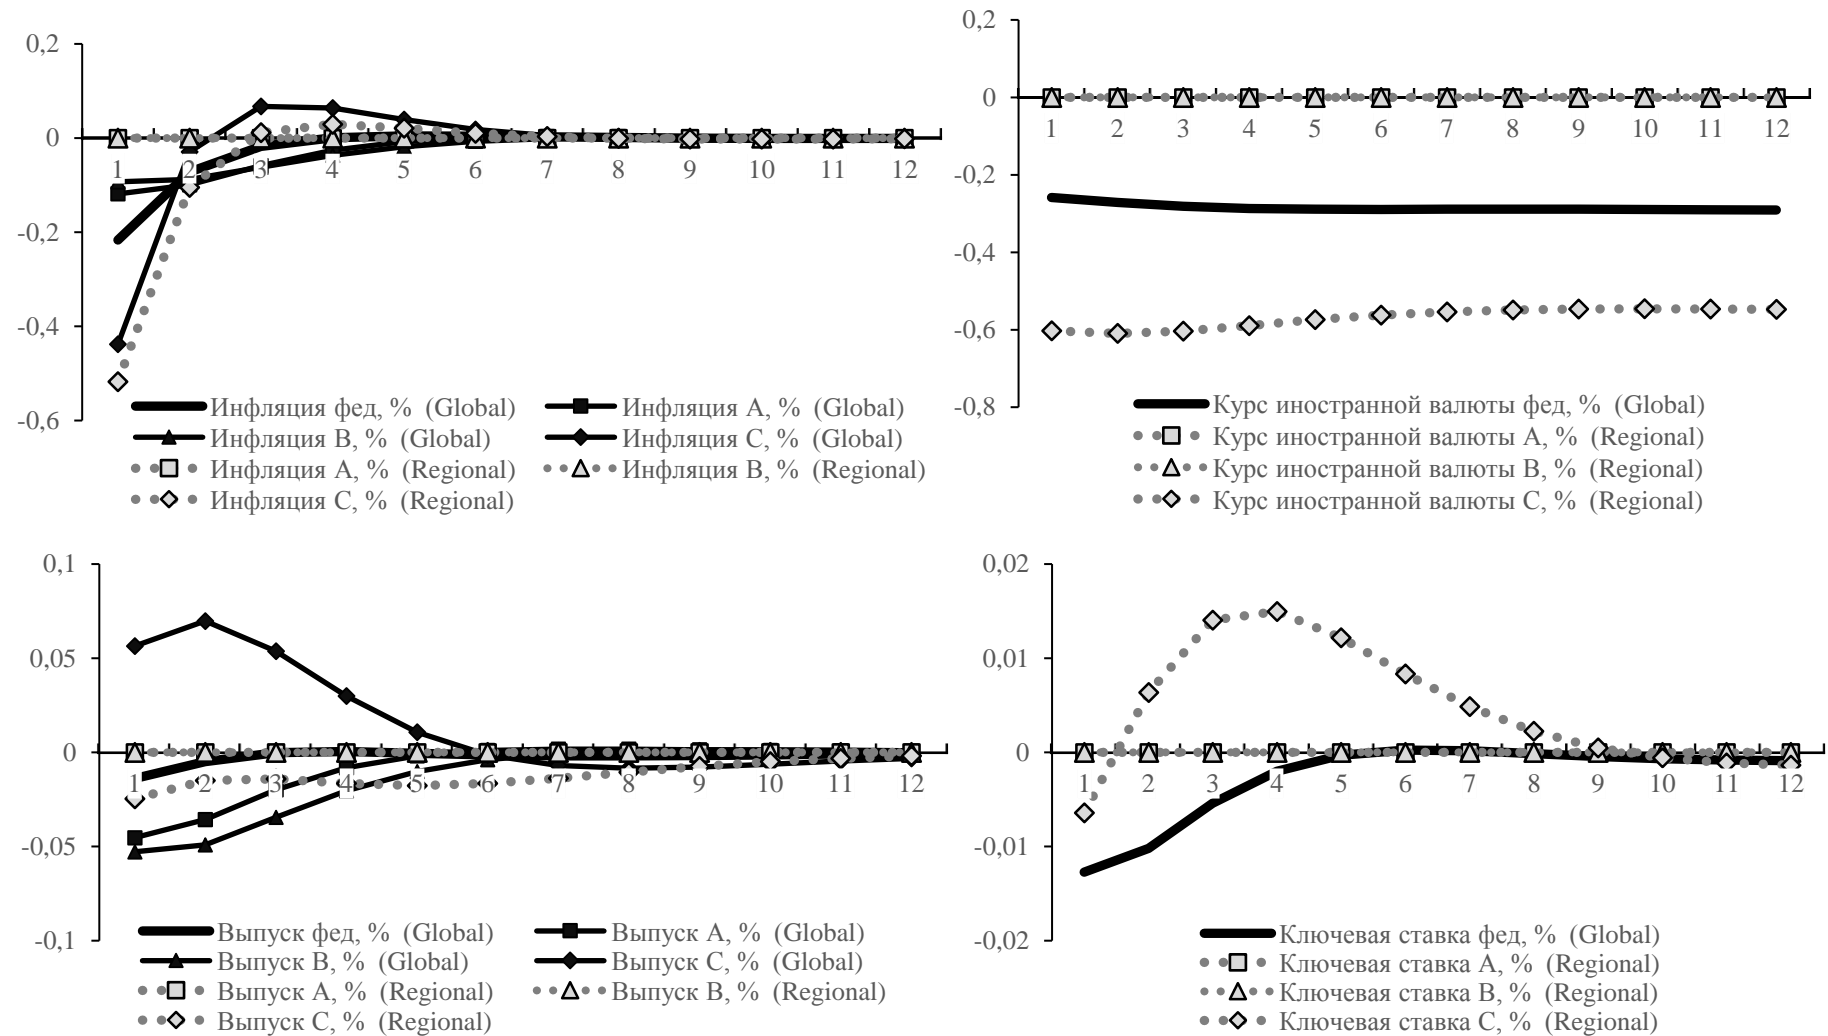 0,2
0
-0,2
-0,4
-0,6
1 2 3 4 5 6 7 8 9 10 11 12
Инфляция фед, % (Global)
Инфляция A, % (Global)
Инфляция B, % (Global)
Инфляция C, % (Global)
Инфляция A, % (Regional)
Инфляция B, % (Regional)
Инфляция C, % (Regional)
0,2
0
-0,2
-0,4
-0,6
-0,8
1 2 3 4 5 6 7 8 9 10 11 12
Курс иностранной валюты фед, % (Global)
Курс иностранной валюты A, % (Regional)
Курс иностранной валюты B, % (Regional)
Курс иностранной валюты C, % (Regional)
0,1
0,05
0
-0,05
-0,1
1 2 3 4 5 6 7 8 9 10 11 12
Выпуск фед, % (Global)
Выпуск A, % (Global)
Выпуск B, % (Global)
Выпуск C, % (Global)
Выпуск A, % (Regional)
Выпуск B, % (Regional)
Выпуск C, % (Regional)
0,02
0,01
0
-0,01
-0,02
1 2 3 4 5 6 7 8 9 10 11 12
Ключевая ставка фед, % (Global)
Ключевая ставка A, % (Regional)
Ключевая ставка B, % (Regional)
Ключевая ставка C, % (Regional)